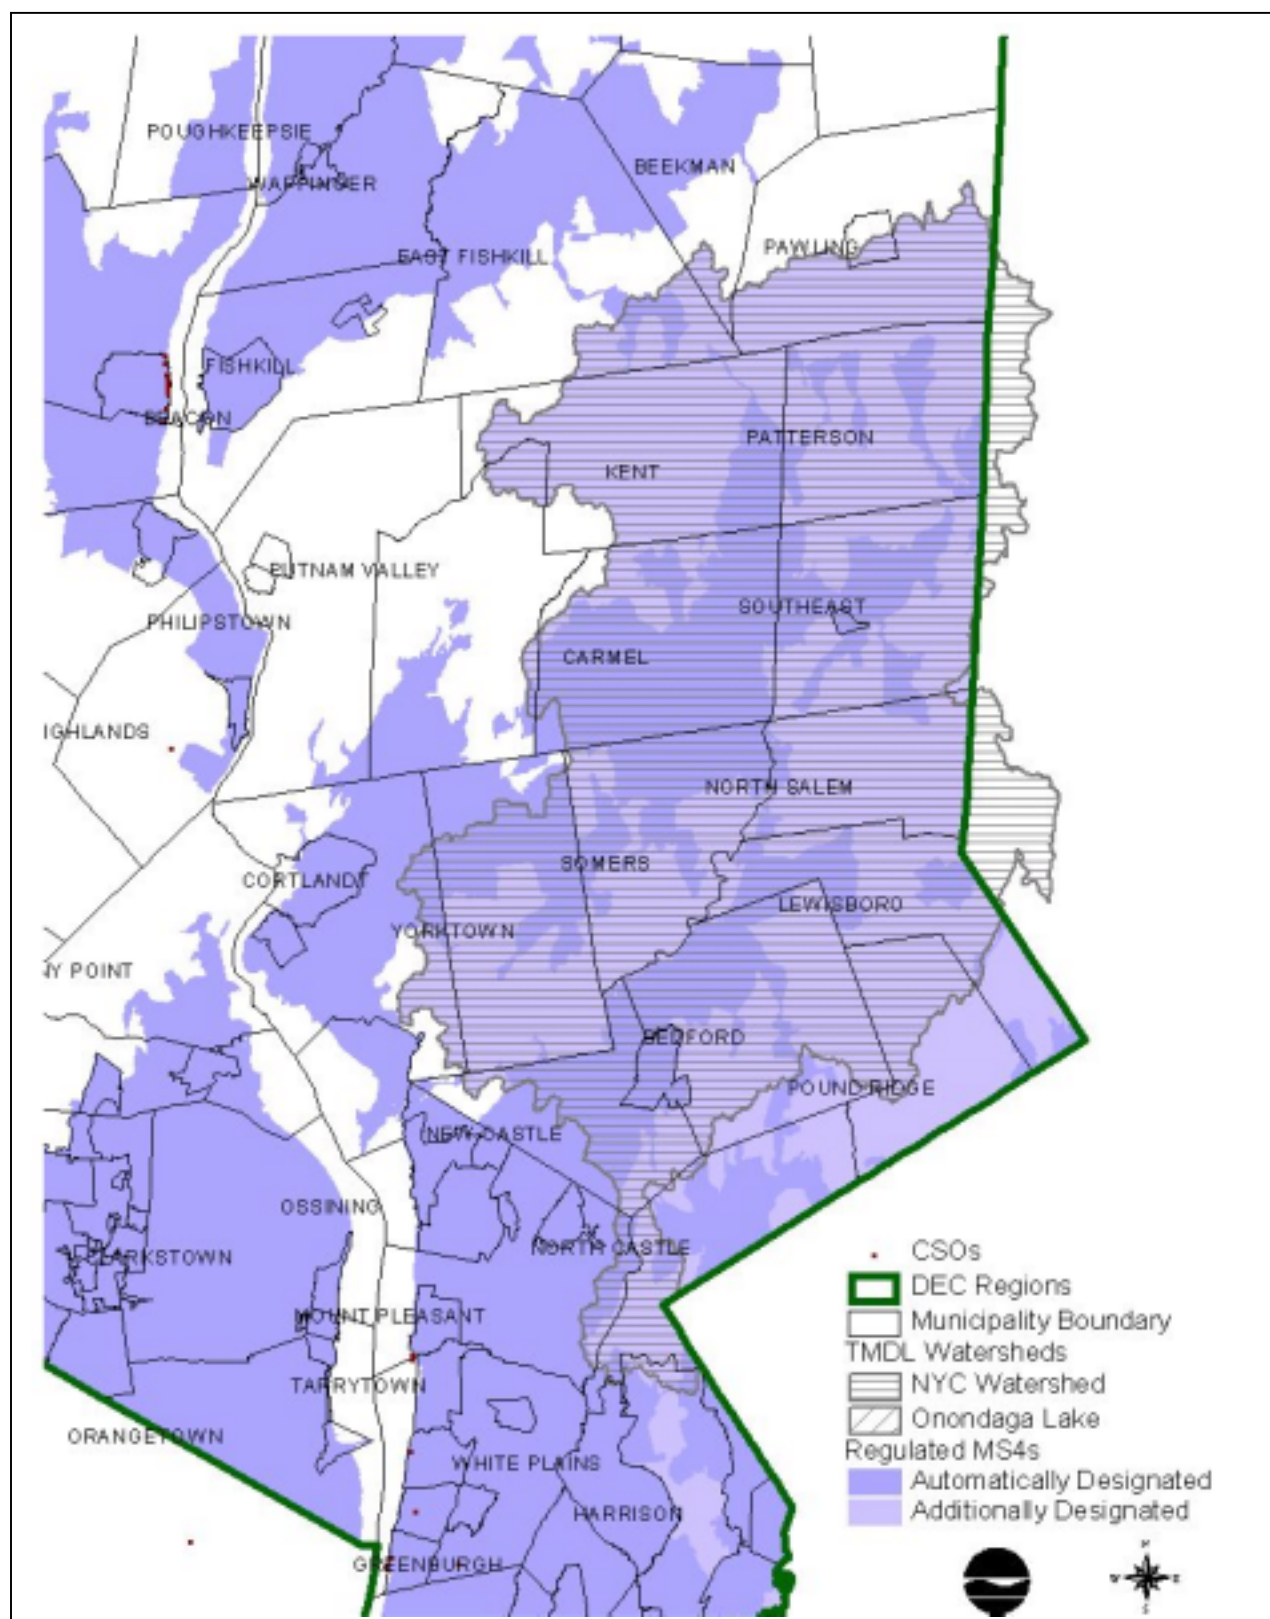 POUGHKEEPSIE
BEEKMAN
WAPPINGER
PAWLING
EAST FISHKILL
FISHKILL
BEACON
PATTERSON
KENT
PUTNAM VALLEY
SOUTHEAST
PHILIPSTOWN
CARMEL
IGHLANDS
NORTH SALEM
SOMERS
CORTLANDT
LEWISBORO
YORKTOWN
NY POINT
BEDFORD
POUND RIDGE
NEW CASTLE
OSSINING
NORTH CASTLE
CLARKSTOWN
MOUNT PLEASANT
TARRYTOWN
ORANGETOWN
WHITE PLAINS
HARRISON
GREENBURGH
CSOs
DEC Regions
Municipality Boundary
TMDL Watersheds
NYC Watershed
Onondaga Lake
Regulated MS4s
Automatically Designated
Additionally Designated
N
W E
S